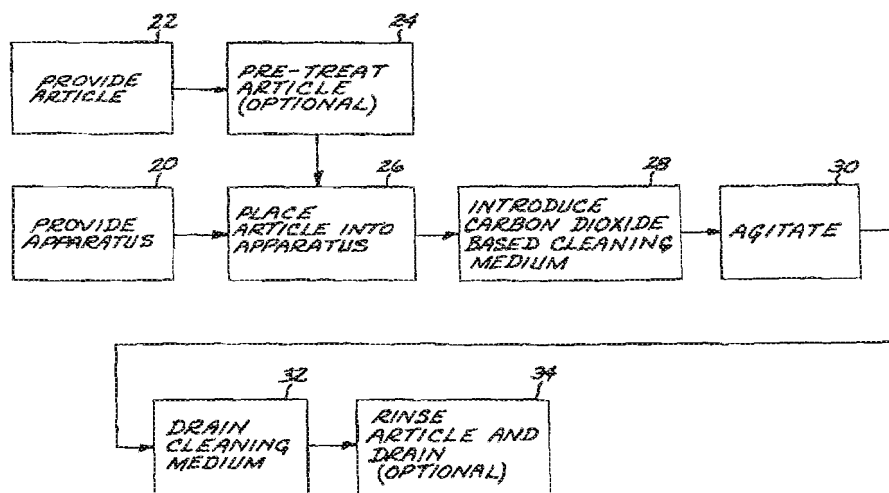 22
PROVIDE
ARTICLE
24
PRE-TREAT
ARTICLE
(OPTIONAL)
20
PROVIDE
APPARATUS
26
PLACE
ARTICLE INTO
APPARATUS
28
INTRODUCE
CARBON DIOXIDE
BASED CLEANING
MEDIUM
30
AGITATE
32
DRAIN
CLEANING
MEDIUM
34
RINSE
ARTICLE AND
DRAIN
(OPTIONAL)